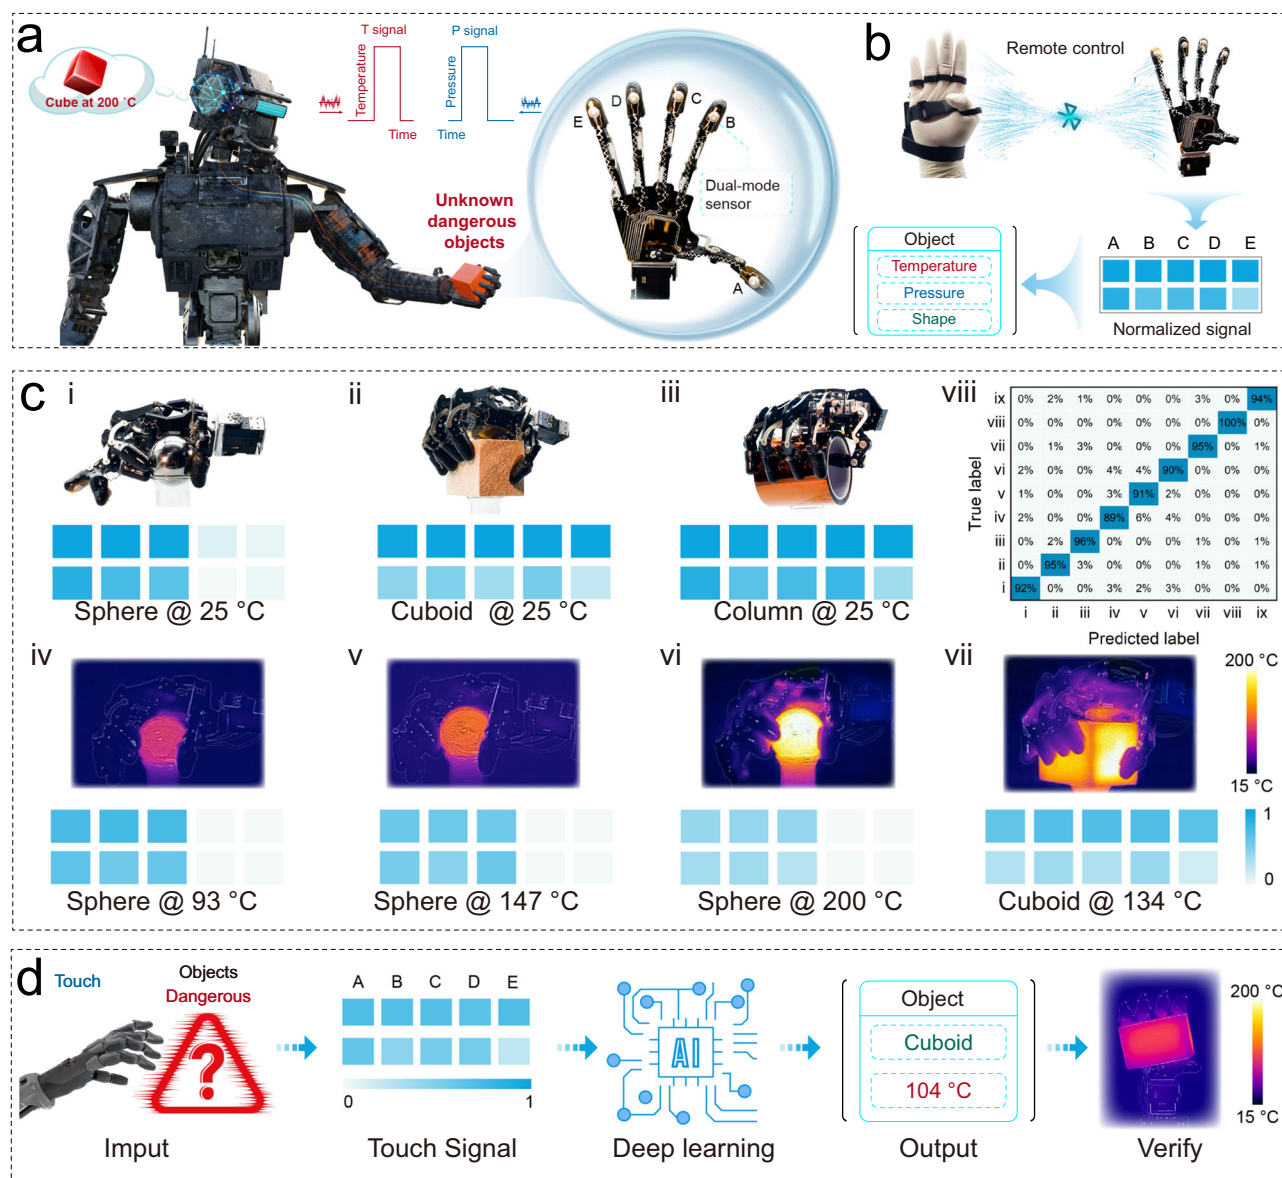 a
T signal
P signal
Cube at 200 °C
Temperature
Time
Pressure
Time
Unknown
dangerous
objects
E
D
C
B
A
Dual-mode
sensor
b
Remote control
Object
Temperature
Pressure
Shape
A B C D E
Normalized signal
c
i
Sphere @ 25 °C
ii
Cuboid @ 25 °C
iii
Column @ 25 °C
viii
True label
ix 0% 2% 1% 0% 0% 0% 3% 0% 94%
viii 0% 0% 0% 0% 0% 0% 0% 100% 0%
vii 0% 1% 3% 0% 0% 0% 95% 0% 1%
vi 2% 0% 0% 4% 4% 90% 0% 0% 0%
v 1% 0% 0% 3% 91% 2% 0% 0% 0%
iv 2% 0% 0% 89% 6% 4% 0% 0% 0%
iii 0% 2% 96% 0% 0% 0% 1% 0% 1%
ii 0% 95% 3% 0% 0% 0% 1% 0% 1%
i 92% 0% 0% 3% 2% 3% 0% 0% 0%
i ii iii iv v vi vii viii ix
Predicted label
iv
Sphere @ 93 °C
v
Sphere @ 147 °C
vi
Sphere @ 200 °C
vii
Cuboid @ 134 °C
200 °C
15 °C
1
0
d
Touch
Objects
Dangerous
?
Imput
A B C D E
0 1
Touch Signal
AI
Deep learning
Object
Cuboid
104 °C
Output
200 °C
15 °C
Verify